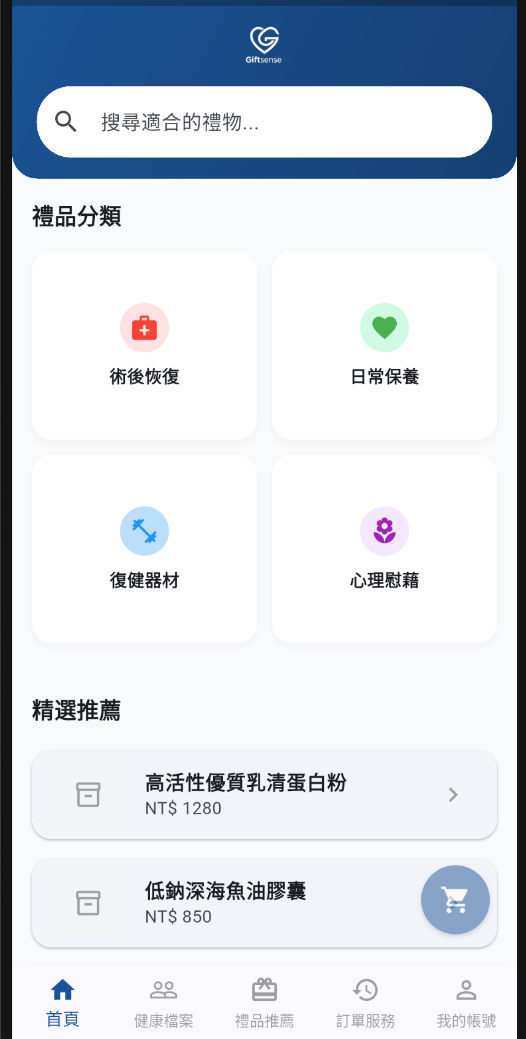 Giftsense
搜尋適合的禮物...
禮品分類
術後恢復
日常保養
復健器材
心理慰藉
精選推薦
高活性優質乳清蛋白粉
NT$ 1280
低鈉深海魚油膠囊
NT$ 850
首頁
健康檔案
禮品推薦
訂單服務
我的帳號